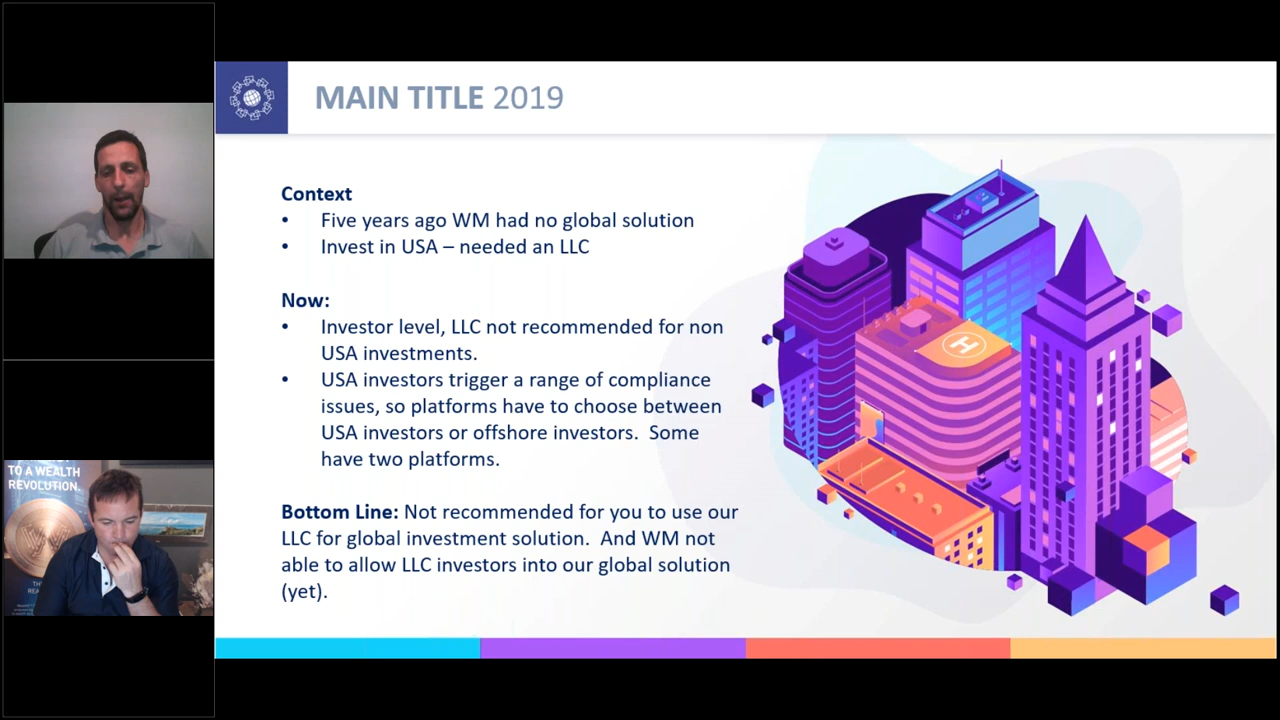 MAIN TITLE 2019
Context
• Five years ago WM had no global solution
• Invest in USA – needed an LLC
Now:
• Investor level, LLC not recommended for non
USA investments.
• USA investors trigger a range of compliance
issues, so platforms have to choose between
USA investors or offshore investors.  Some
have two platforms.
Bottom Line: Not recommended for you to use our
LLC for global investment solution.  And WM not
able to allow LLC investors into our global solution
(yet).
H
TO A WEALTH
REVOLUTION.